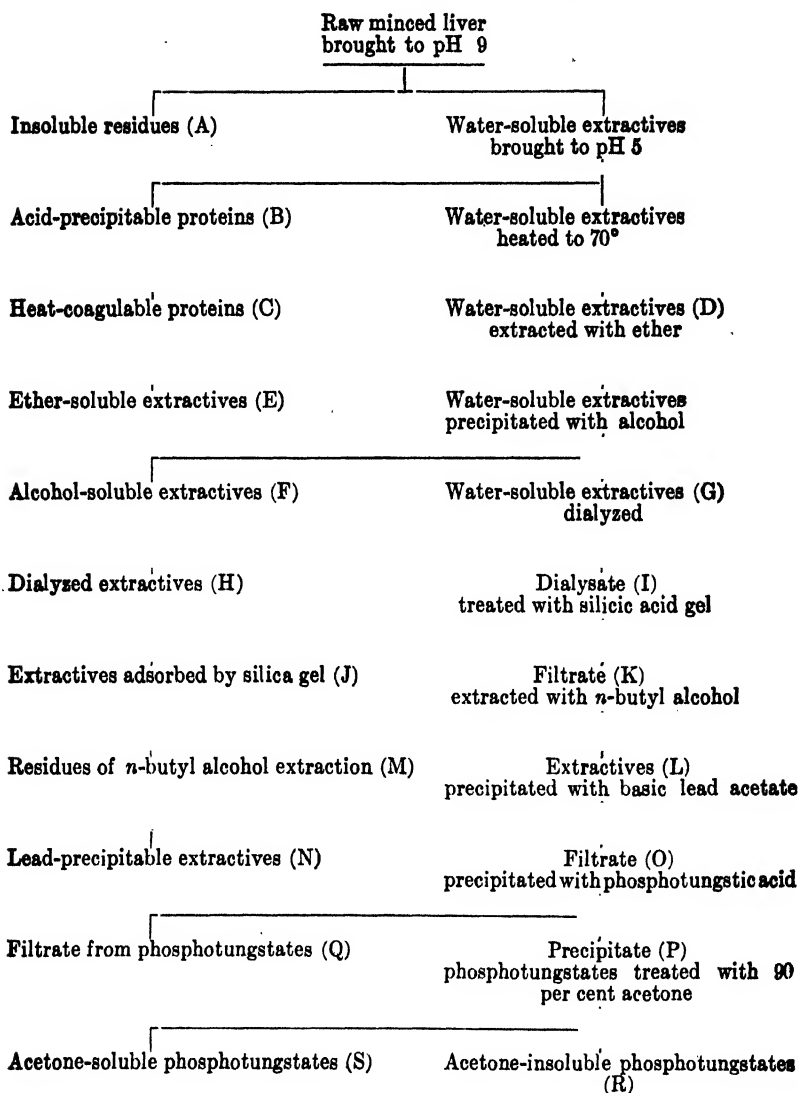 Raw minced liver
brought to pH 9
Insoluble residues (A)
Water-soluble extractives
brought to pH 5
Acid-precipitable proteins (B)
Water-soluble extractives
heated to 70°
Heat-coagulable proteins (C)
Water-soluble extractives (D)
extracted with ether
Ether-soluble extractives (E)
Water-soluble extractives
precipitated with alcohol
Alcohol-soluble extractives (F)
Water-soluble extractives (G)
dialyzed
Dialyzed extractives (H)
Dialysate (I)
treated with silicic acid gel
Extractives adsorbed by silica gel (J)
Filtrate (K)
extracted with n-butyl alcohol
Residues of n-butyl alcohol extraction (M)
Extractives (L)
precipitated with basic lead acetate
Lead-precipitable extractives (N)
Filtrate (O)
precipitated with phosphotungstic acid
Filtrate from phosphotungstates (Q)
Precipitate (P)
phosphotungstates treated with 90
per cent acetone
Acetone-soluble phosphotungstates (S)
Acetone-insoluble phosphotungstates
(R)